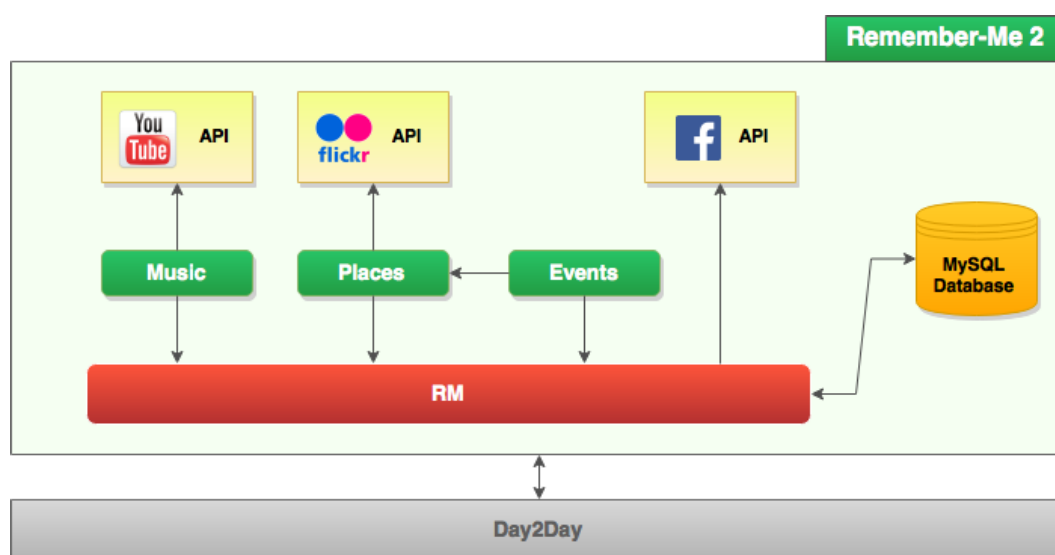 Remember-Me 2
You
Tube
API
flickr
API
f
API
Music
Places
Events
MySQL
Database
RM
Day2Day